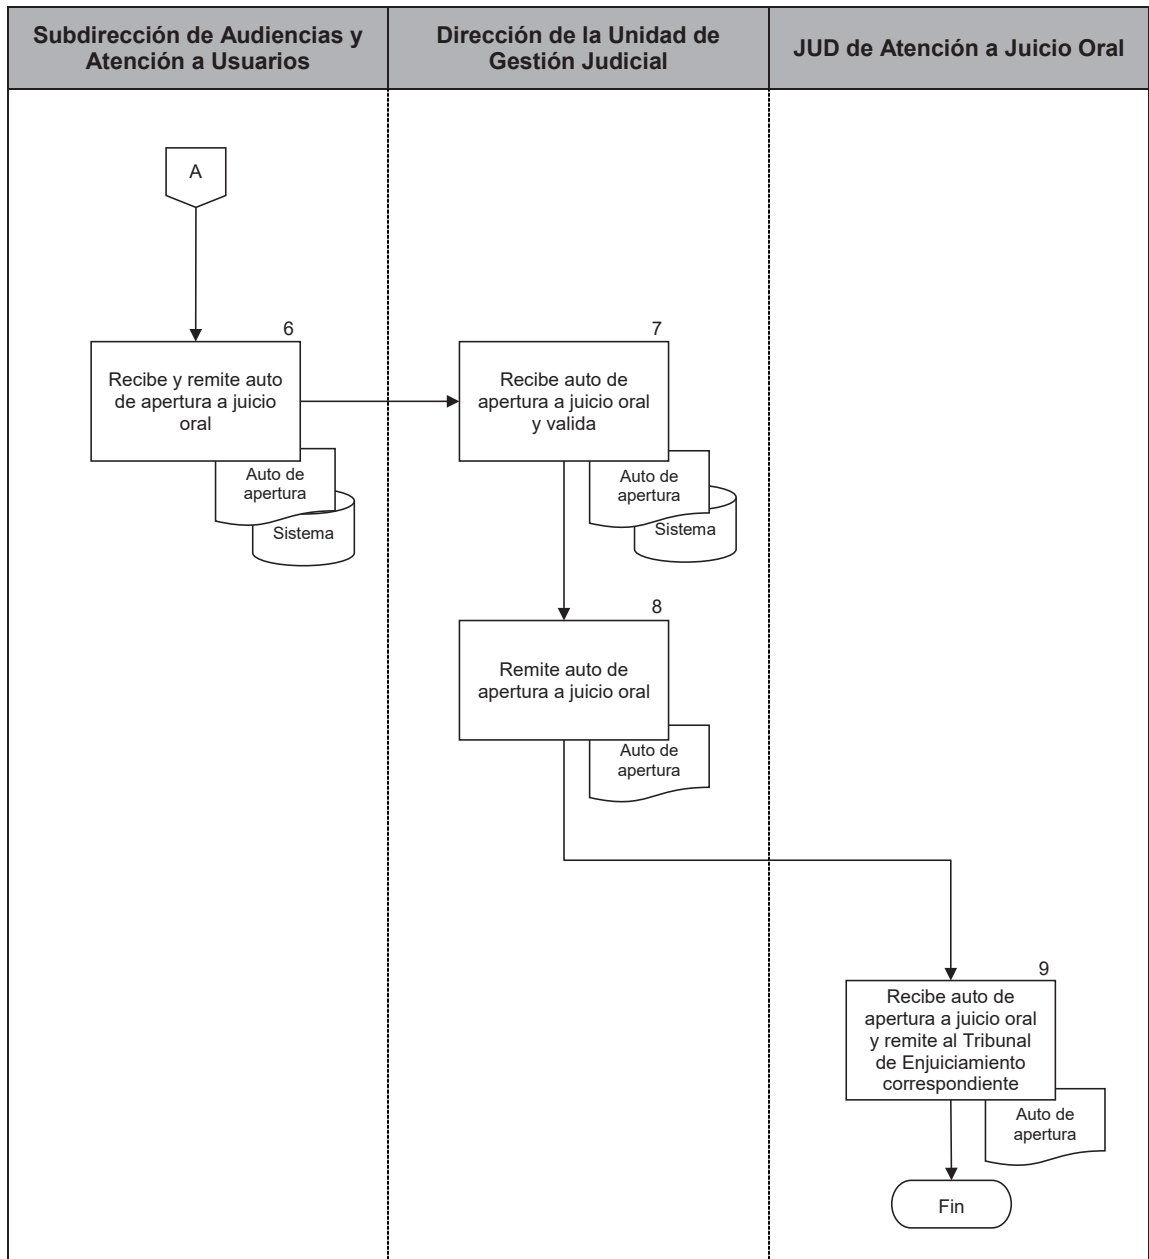 Subdirección de Audiencias y
Atención a Usuarios
Dirección de la Unidad de
Gestión Judicial
JUD de Atención a Juicio Oral
A
6
Recibe y remite auto
de apertura a juicio
oral
Auto de
apertura
Sistema
7
Recibe auto de
apertura a juicio oral
y valida
Auto de
apertura
Sistema
8
Remite auto de
apertura a juicio oral
Auto de
apertura
9
Recibe auto de
apertura a juicio oral
y remite al Tribunal
de Enjuiciamiento
correspondiente
Auto de
apertura
Fin